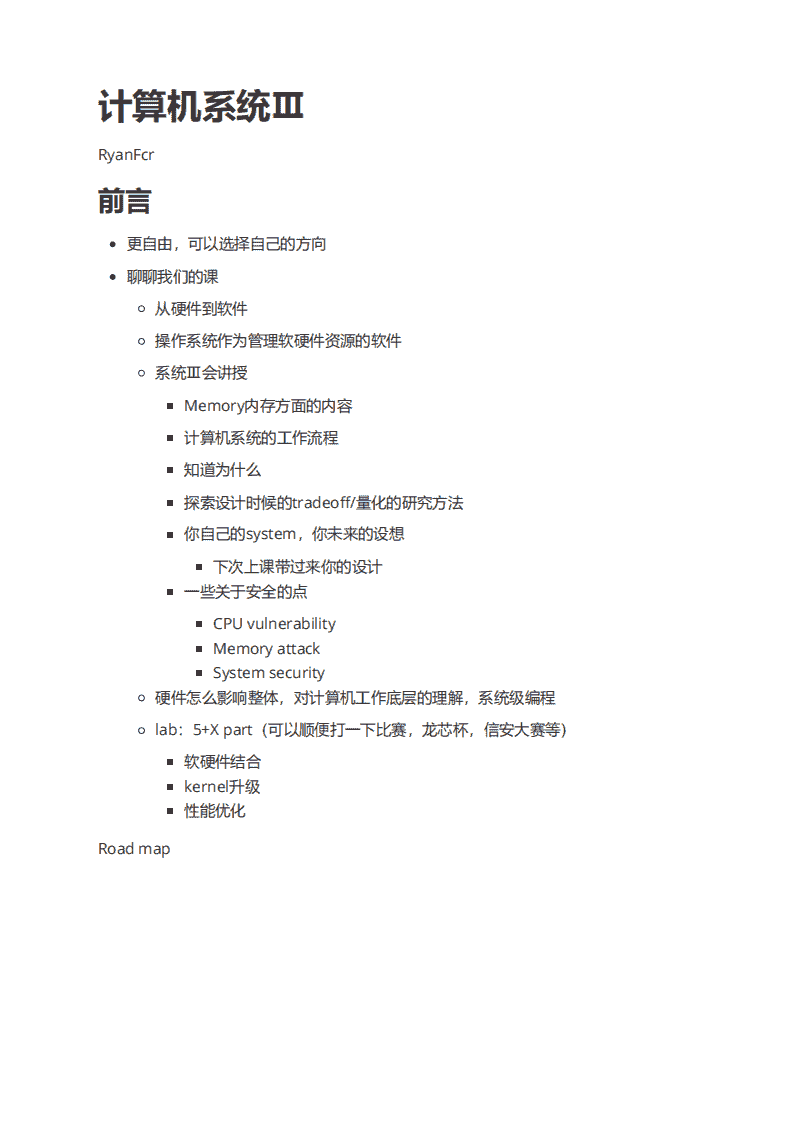 计算机系统Ⅲ
RyanFcr
前言
更自由，可以选择自己的方向
聊聊我们的课
从硬件到软件
操作系统作为管理软硬件资源的软件
系统Ⅲ会讲授
Memory内存方面的内容
计算机系统的工作流程
知道为什么
探索设计时候的tradeoff/量化的研究方法
你自己的system，你未来的设想
下次上课带过来你的设计
一些关于安全的点
CPU vulnerability
Memory attack
System security
硬件怎么影响整体，对计算机工作底层的理解，系统级编程
lab：5+X part（可以顺便打一下比赛，龙芯杯，信安大赛等）
软硬件结合
kernel升级
性能优化
Road map